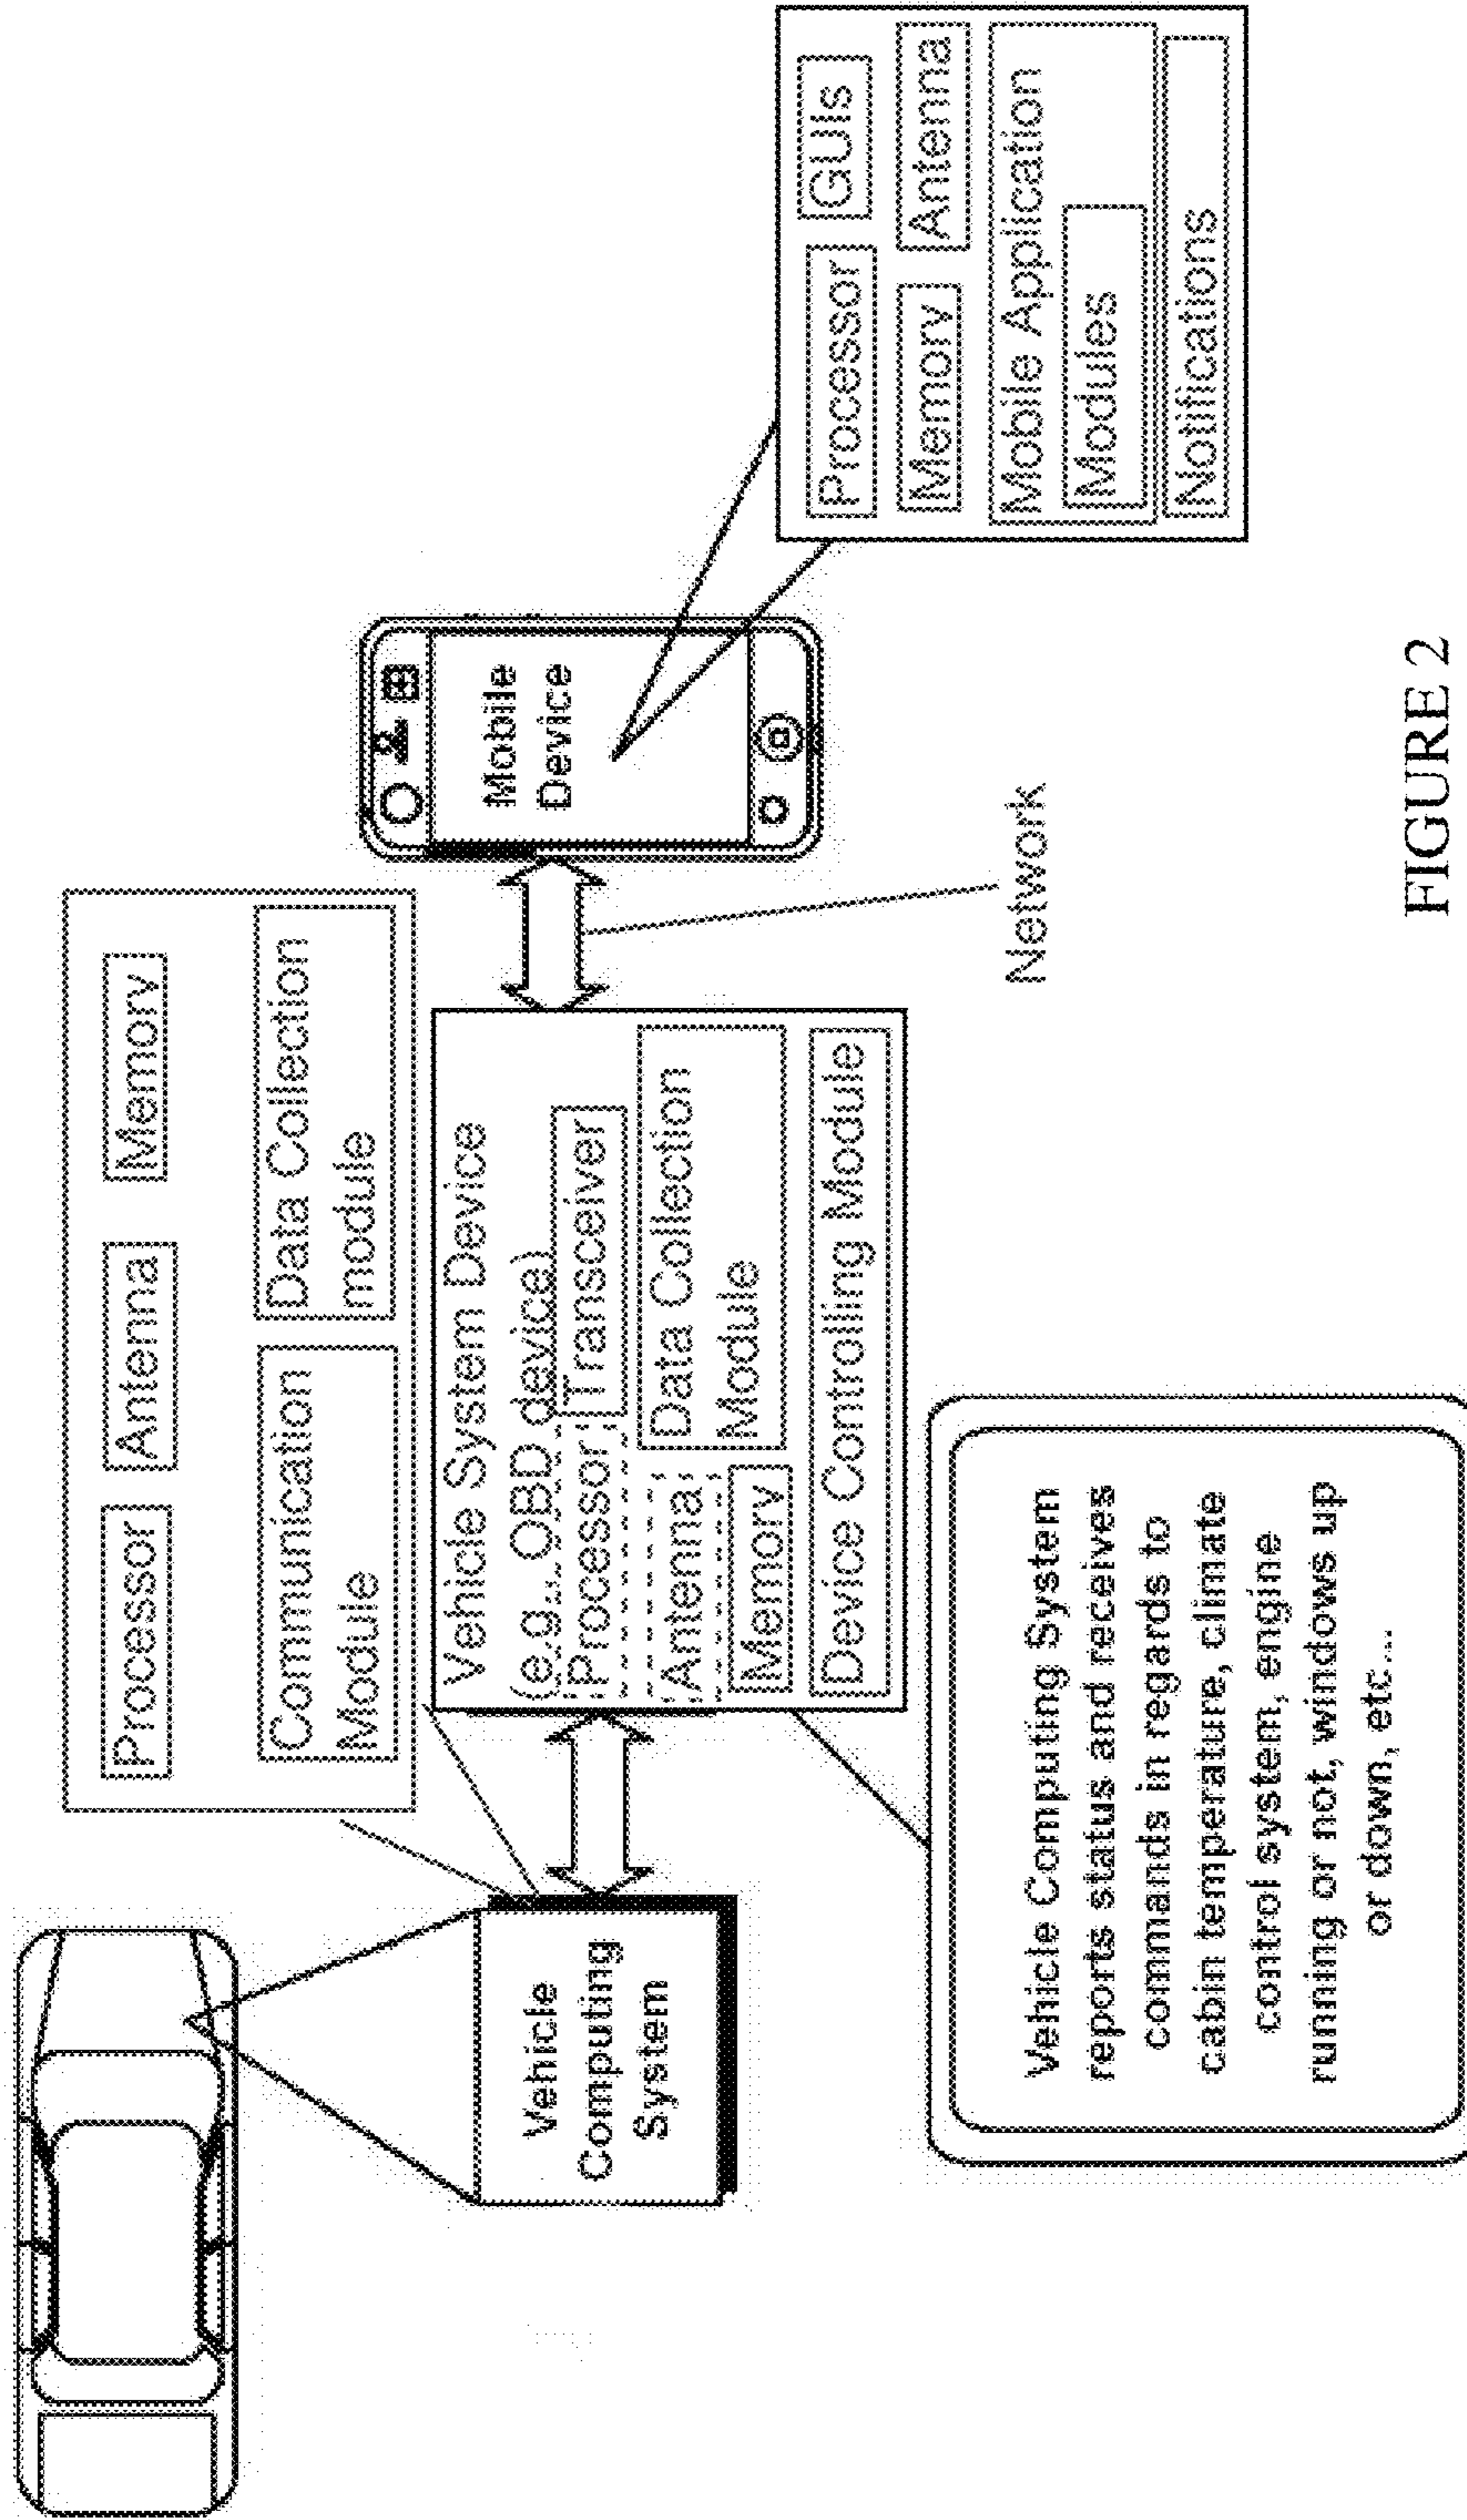 Processor
Antenna
Memory
Communication
Module
Data Collection
module
Vehicle
Computing
System
Vehicle System Device
(e.g., OBD device)
Processor
Transceiver
Antenna
Data Collection
Module
Memory
Device Controlling Module
Mobile
Device
Network
Processor
GUIs
Memory
Antenna
Mobile Application
Modules
Notifications
Vehicle Computing System
reports status and receives
commands in regards to
cabin temperature, climate
control system, engine
running or not, windows up
or down, etc...
FIGURE 2